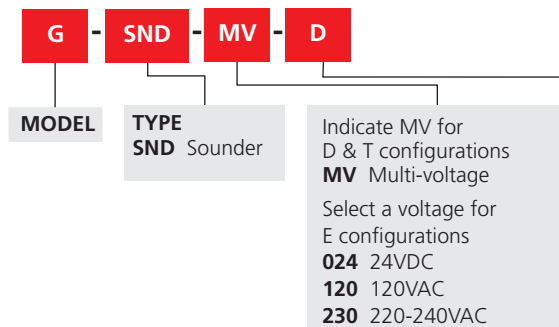 G - SND - MV - D
MODEL
TYPE
SND Sounder
Indicate MV for
D & T configurations
MV Multi-voltage
Select a voltage for
E configurations
024 24VDC
120 120VAC
230 220-240VAC